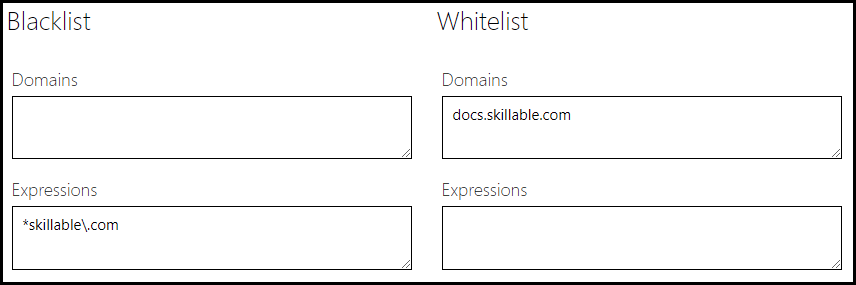 Blacklist
Whitelist
Domains
Domains
docs.skillable.com
Expressions
Expressions
*skillable\.com